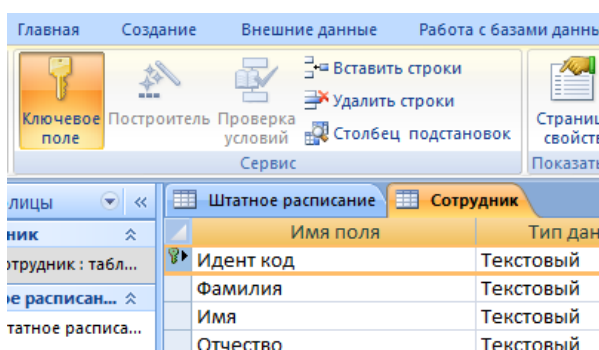 Главная Создание Внешние данные Работа с базами данны
Вставить строки
Удалить строки
Столбец подстановок
Ключевое поле
Построитель
Проверка условий
Страниц
свойств
Сервис
Показать
лицы «
Штатное расписание Сотрудник
ник
Имя поля Тип дан
отрудник : табл...
Идент код Текстовый
Фамилия Текстовый
ое расписан...
Имя Текстовый
татное расписа...
Отчество Текстовый